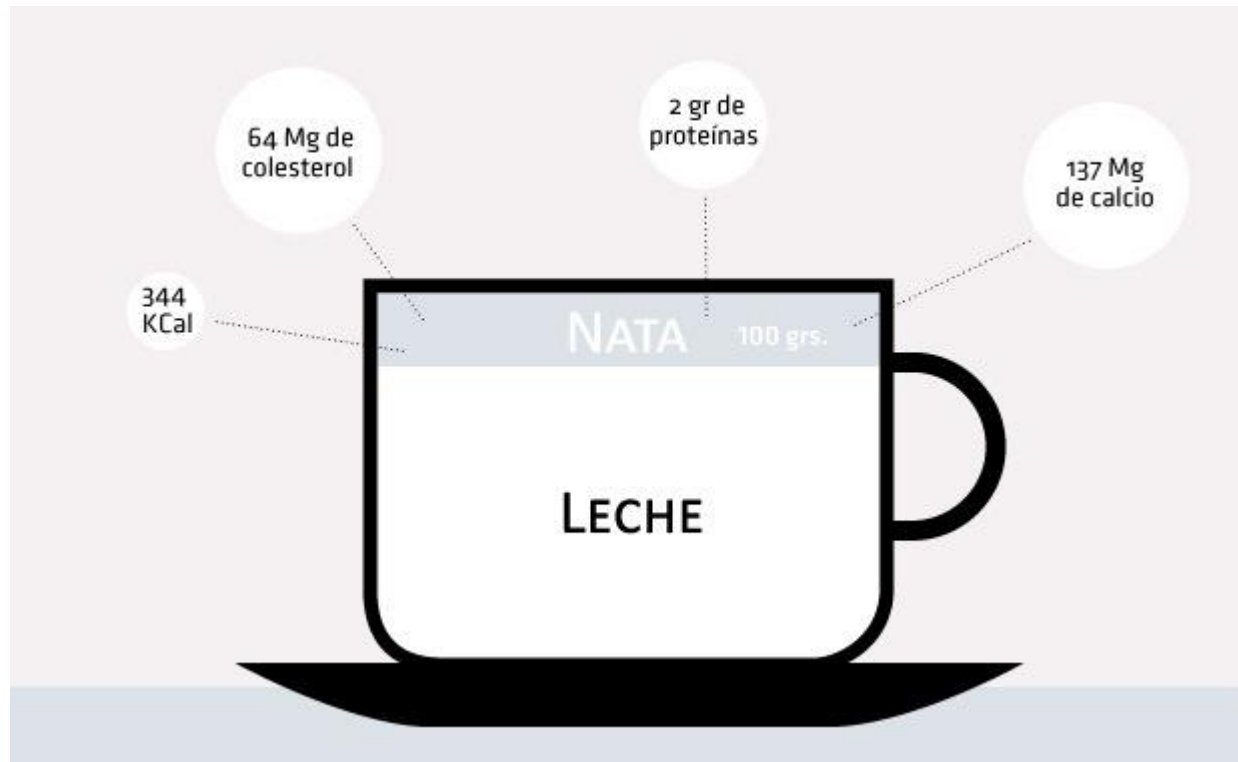 64 Mg de
colesterol
2 gr de
proteínas
137 Mg
de calcio
344
KCal
NATA
100 grs.
LECHE